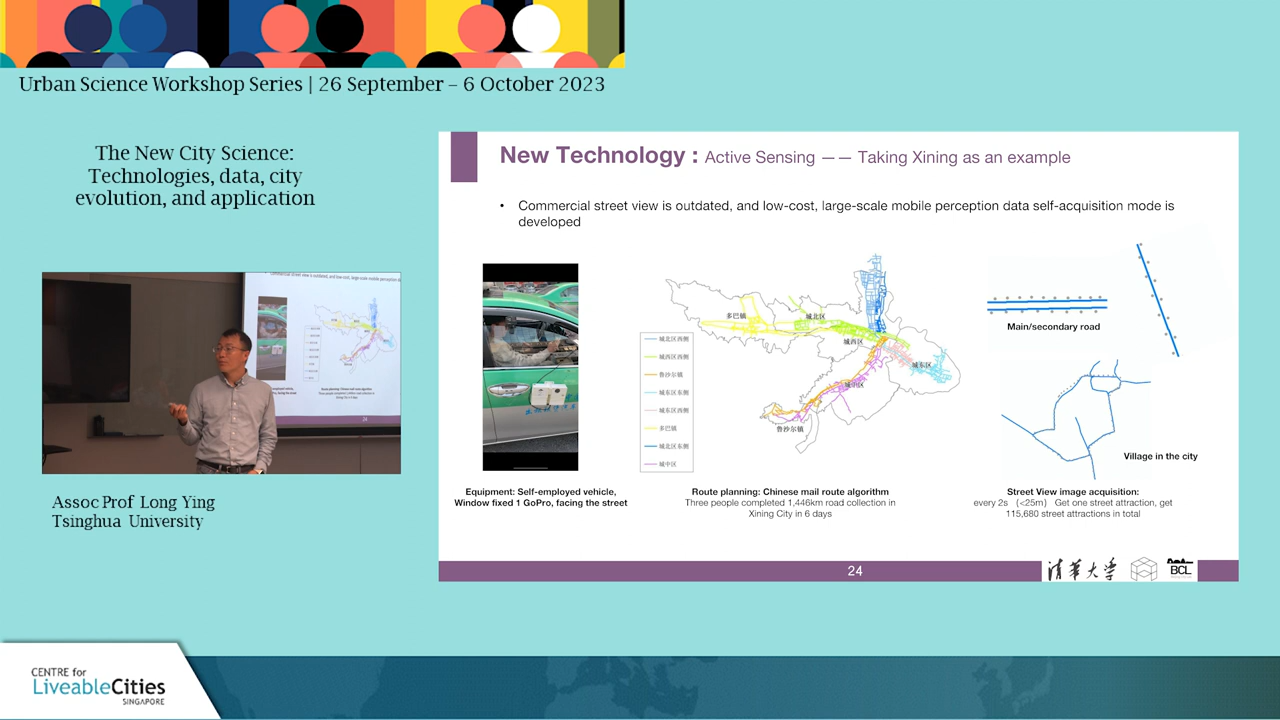 Urban Science Workshop Series | 26 September – 6 October 2023
The New City Science:
Technologies, data, city
evolution, and application
Assoc Prof Long Ying
Tsinghua University
New Technology : Active Sensing —— Taking Xining as an example
• Commercial street view is outdated, and low-cost, large-scale mobile perception data self-acquisition mode is
developed
多巴镇
城北区
城西区
城东区
城中区
鲁沙尔镇
城北区西侧
城西区西侧
鲁沙尔镇
城东区东侧
城东区西侧
多巴镇
城北区东侧
城中区
Main/secondary road
Village in the city
Equipment: Self-employed vehicle,
Window fixed 1 GoPro, facing the street
Route planning: Chinese mail route algorithm
Three people completed 1,446km road collection in
Xining City in 6 days
Street View image acquisition:
every 2s (<25m) Get one street attraction, get
115,680 street attractions in total
24
清华大学
BCL
CENTRE for
LiveableCities
SINGAPORE